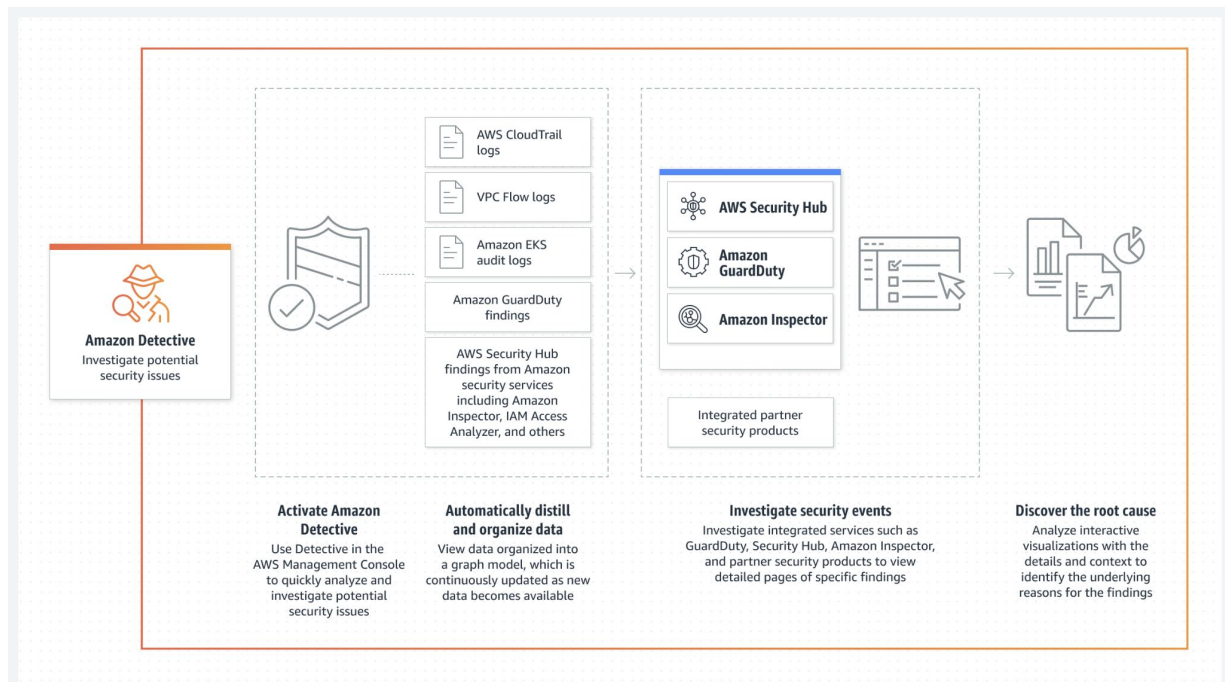 Amazon Detective
Investigate potential
security issues
AWS CloudTrail
logs
VPC Flow logs
Amazon EKS
audit logs
Amazon GuardDuty
findings
AWS Security Hub
findings from Amazon
security services
including Amazon
Inspector, IAM Access
Analyzer, and others
AWS Security Hub
Amazon
GuardDuty
Amazon Inspector
Integrated partner
security products
Activate Amazon
Detective
Use Detective in the
AWS Management Console
to quickly analyze and
investigate potential
security issues
Automatically distill
and organize data
View data organized into
a graph model, which is
continuously updated as new
data becomes available
Investigate security events
Investigate integrated services such as
GuardDuty, Security Hub, Amazon Inspector,
and partner security products to view
detailed pages of specific findings
Discover the root cause
Analyze interactive
visualizations with the
details and context to
identify the underlying
reasons for the findings